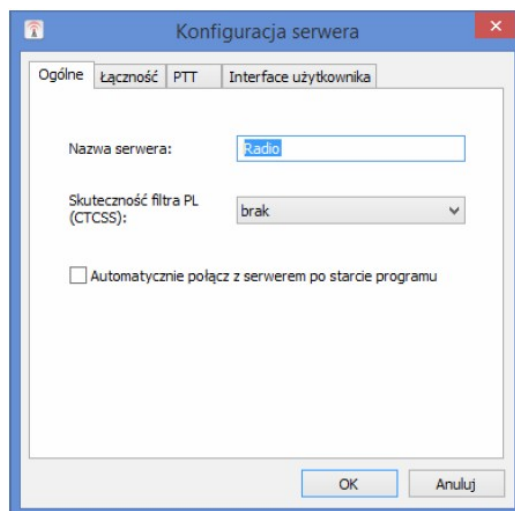 Konfiguracja serwera
Ogólne Łączność PTT Interface użytkownika
Nazwa serwera: Radio
Skuteczność filtra PL
(CTCSS): brak
Automatycznie połącz z serwerem po starcie programu
OK Anuluj